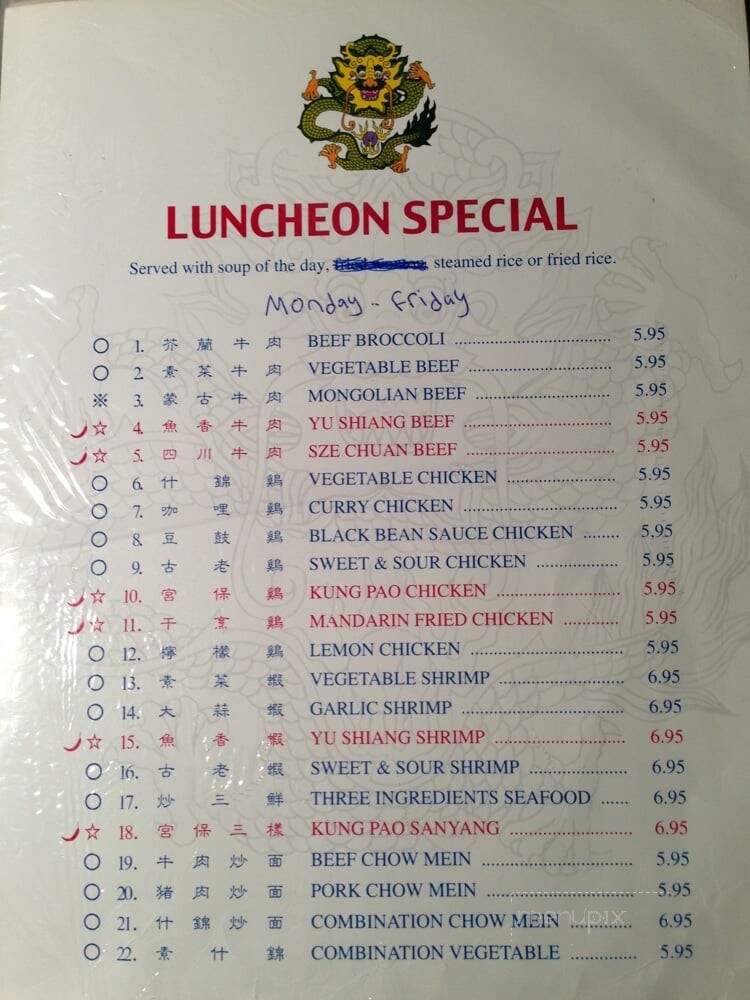 LUNCHEON SPECIAL
Served with soup of the day, steamed rice or fried rice.
Monday - Friday
1. 芥蘭牛肉 BEEF BROCCOLI 5.95
2. 素菜牛肉 VEGETABLE BEEF 5.95
※ 3. 蒙古牛肉 MONGOLIAN BEEF 5.95
☆ 4. 魚香牛肉 YU SHIANG BEEF 5.95
☆ 5. 四川牛肉 SZE CHUAN BEEF 5.95
6. 什錦鷄 VEGETABLE CHICKEN 5.95
7. 咖哩鷄 CURRY CHICKEN 5.95
8. 豆鼓鷄 BLACK BEAN SAUCE CHICKEN 5,95
9. 古老鷄 SWEET & SOUR CHICKEN 5.95
☆ 10. 宮保鷄 KUNG PAO CHICKEN 5.95
☆ 11. 干烹鷄 MANDARIN FRIED CHICKEN 5.95
12. 檸檬鷄 LEMON CHICKEN 5.95
13. 素菜蝦 VEGETABLE SHRIMP 6.95
14. 大蒜蝦 GARLIC SHRIMP 6.95
☆ 15. 魚香蝦 YU SHIANG SHRIMP 6.95
16. 古老蝦 SWEET & SOUR SHRIMP 6.95
17. 炒三鮮 THREE INGREDIENTS SEAFOOD 6.95
☆ 18. 宮保三樣 KUNG PAO SANYANG 6.95
19. 牛肉炒面 BEEF CHOW MEIN 5.95
20. 猪肉炒面 PORK CHOW MEIN 5.95
21. 什錦炒面 COMBINATION CHOW MEIN 6.95
22. 素什錦 COMBINATION VEGETABLE 5.95
menupix